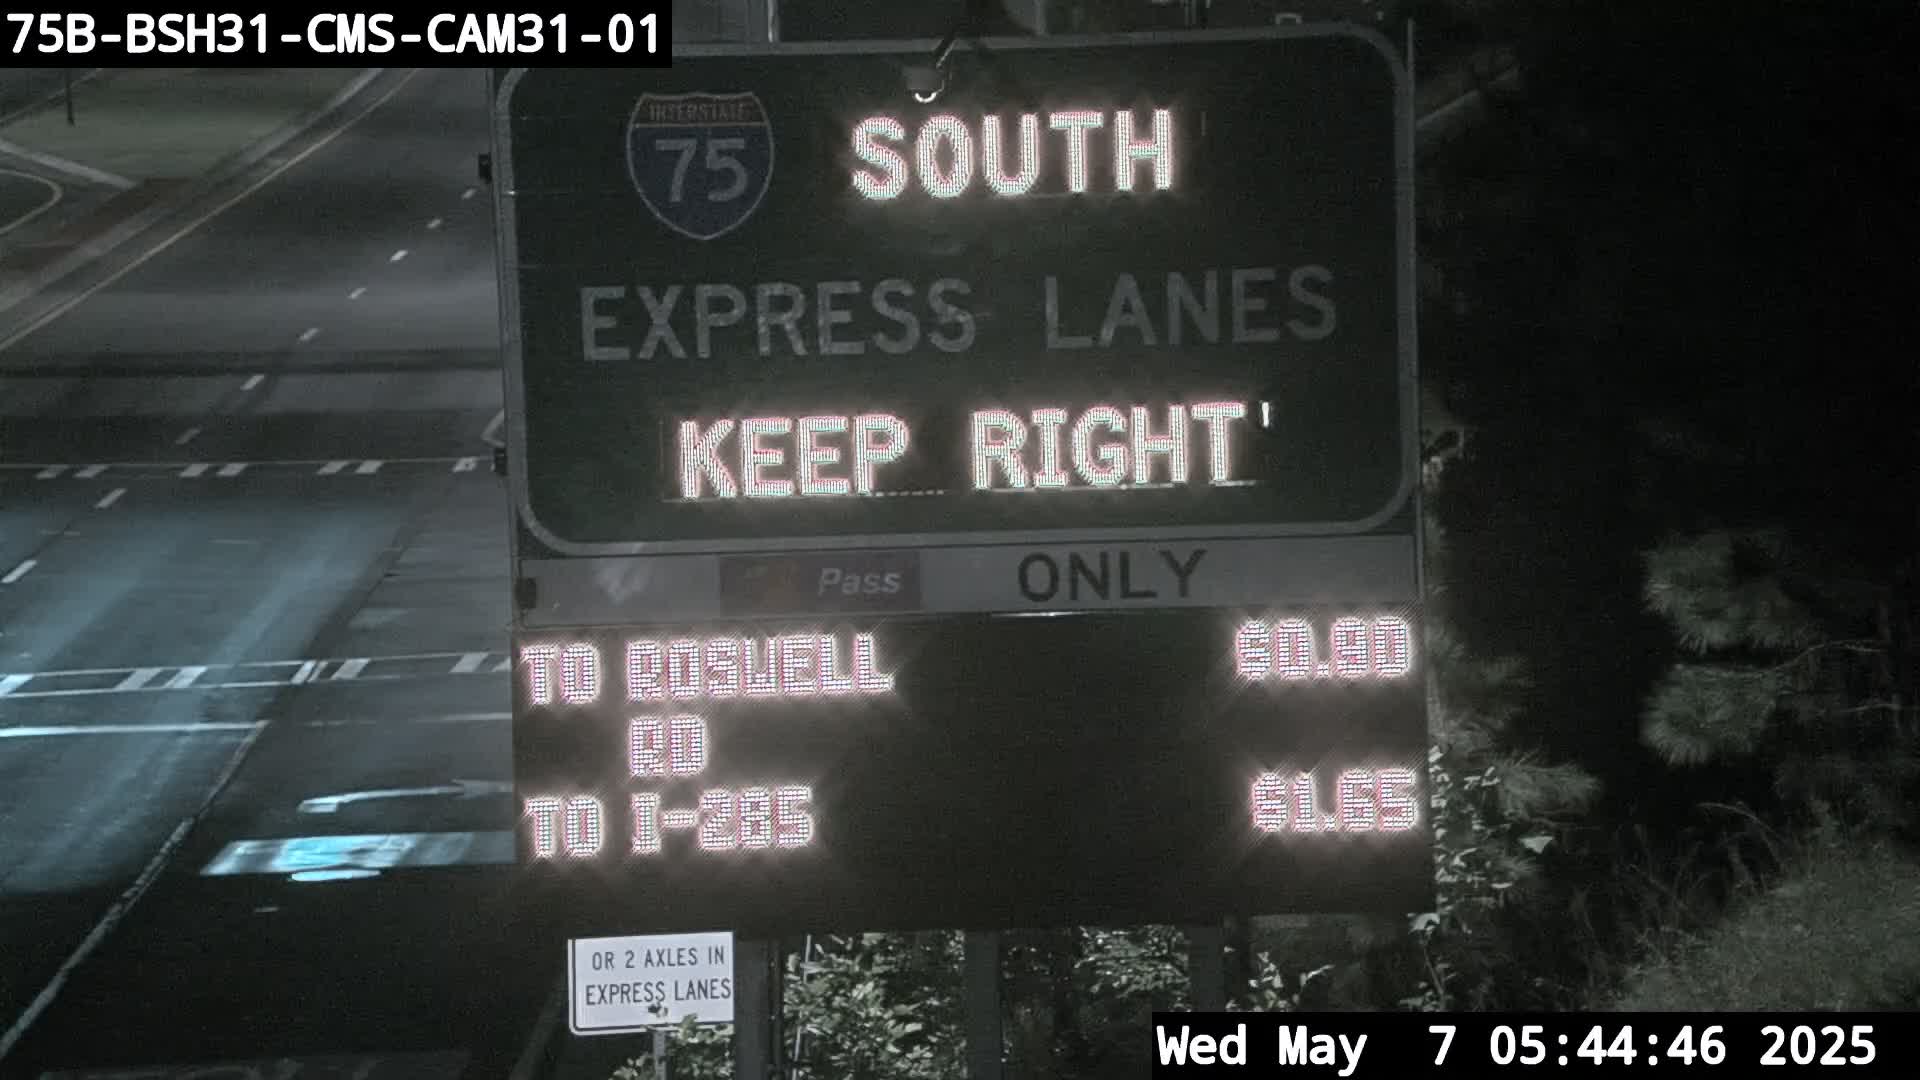 75B-BSH31-CMS-CAM31-01
INTERSTATE
75
SOUTH
EXPRESS LANES
KEEP RIGHT
Pass ONLY
TO ROSWELL $0.90
RD
TO I-285 $1.65
OR 2 AXLES IN
EXPRESS LANES
Wed May 7 05:44:46 2025